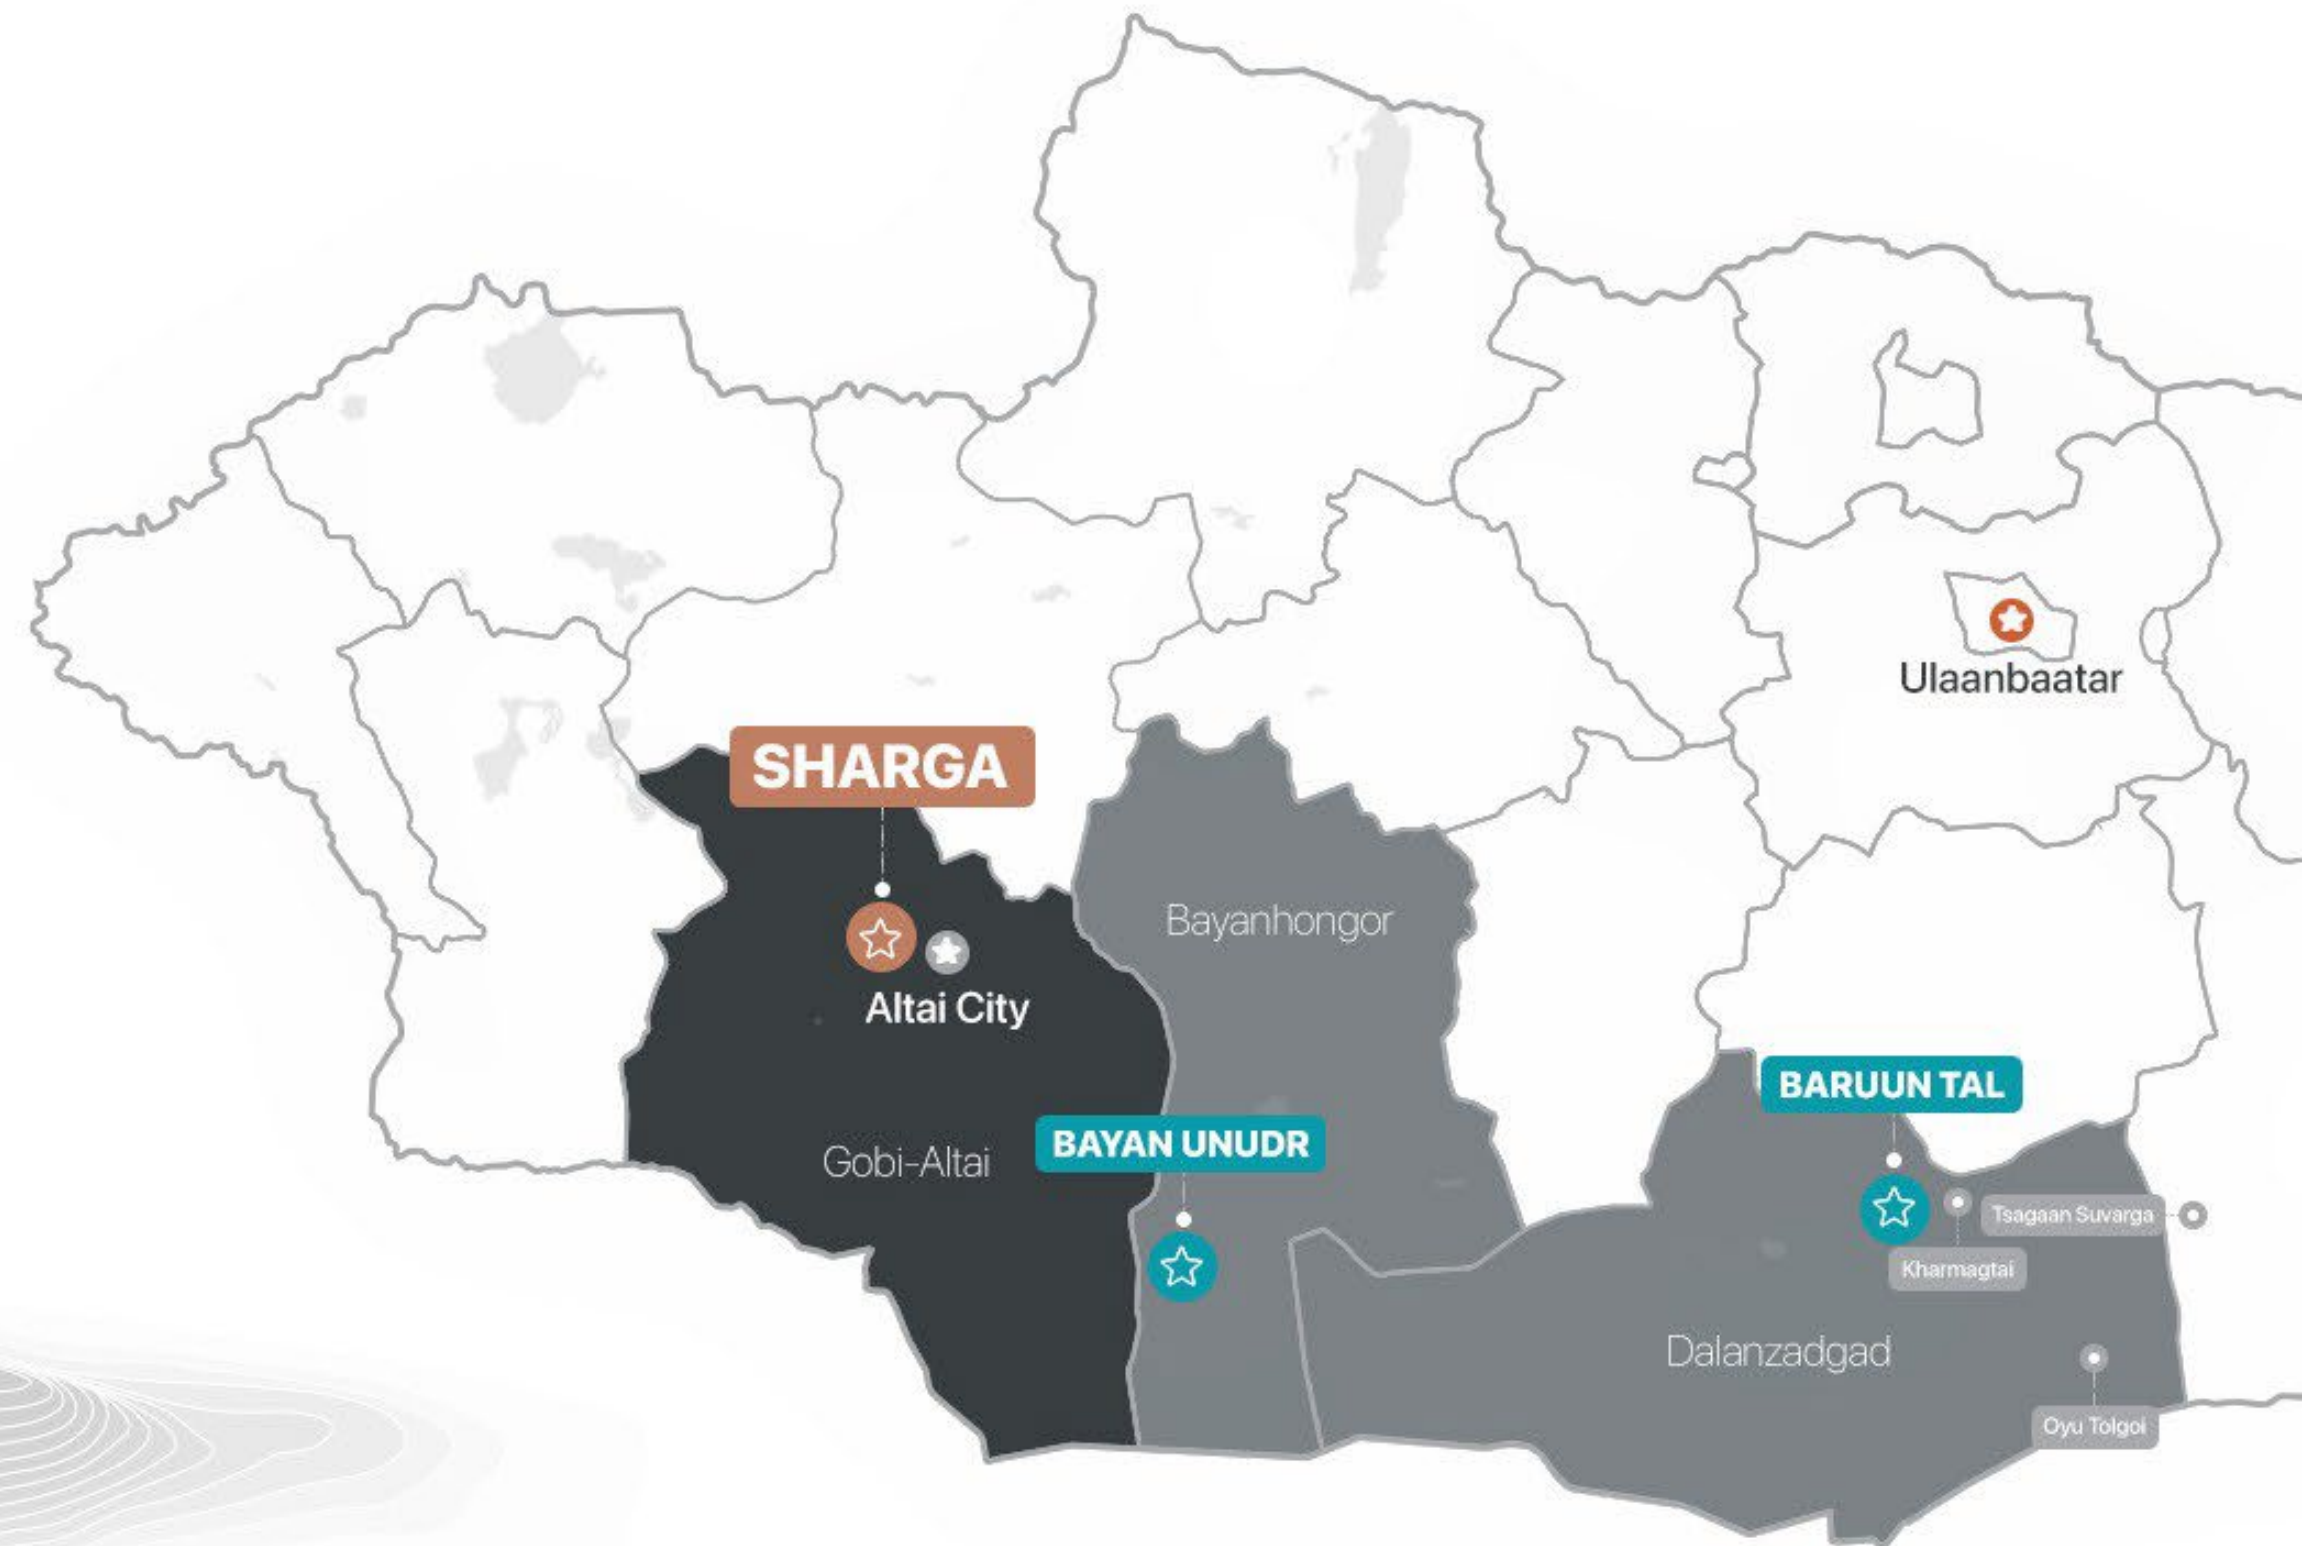 Ulaanbaatar
SHARGA
Bayanhongor
Altai City
BARUUN TAL
BAYAN UNUDR
Gobi-Altai
Tsagaan Suvarga
Kharmagtai
Dalanzadgad
Oyu Tolgoi